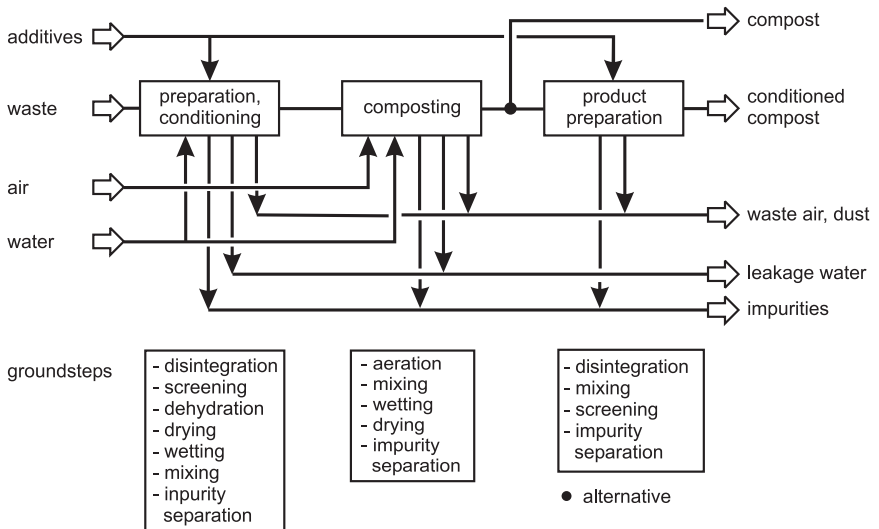 additives
compost
waste
preparation,
conditioning
composting
product
preparation
conditioned
compost
air
water
waste air, dust
leakage water
impurities
groundsteps
- disintegration
- screening
- dehydration
- drying
- wetting
- mixing
- inpurity
separation
- aeration
- mixing
- wetting
- drying
- impurity
separation
- disintegration
- mixing
- screening
- impurity
separation
● alternative